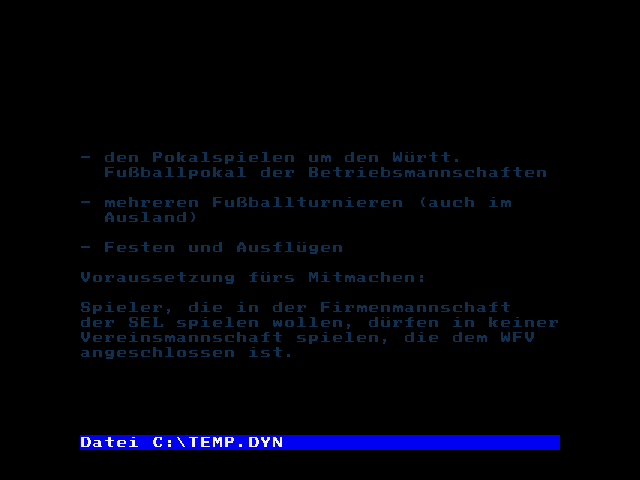 - den Pokalspielen um den Württ.
Fußballpokal der Betriebsmannschaften
- mehreren Fußballturnieren (auch im
Ausland)
- Festen und Ausflügen
Voraussetzung fürs Mitmachen:
Spieler, die in der Firmenmannschaft
der SEL spielen wollen, dürfen in keiner
Vereinsmannschaft spielen, die dem WFV
angeschlossen ist.
Datei C:\TEMP.DYN